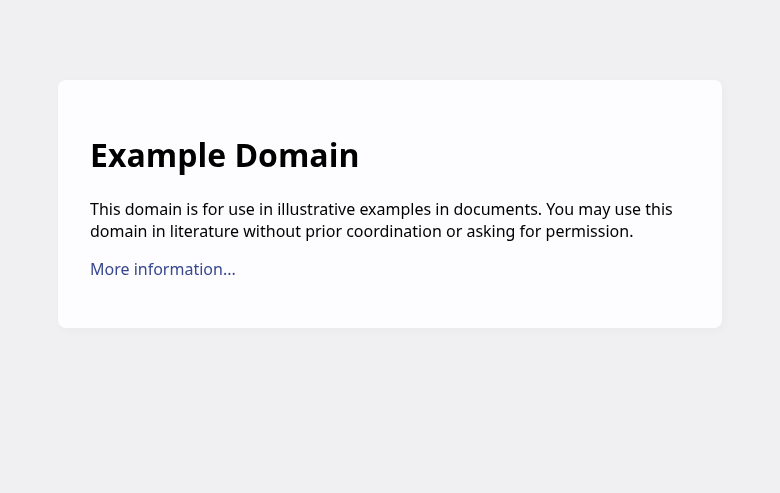 Example Domain
This domain is for use in illustrative examples in documents. You may use this
domain in literature without prior coordination or asking for permission.
More information...